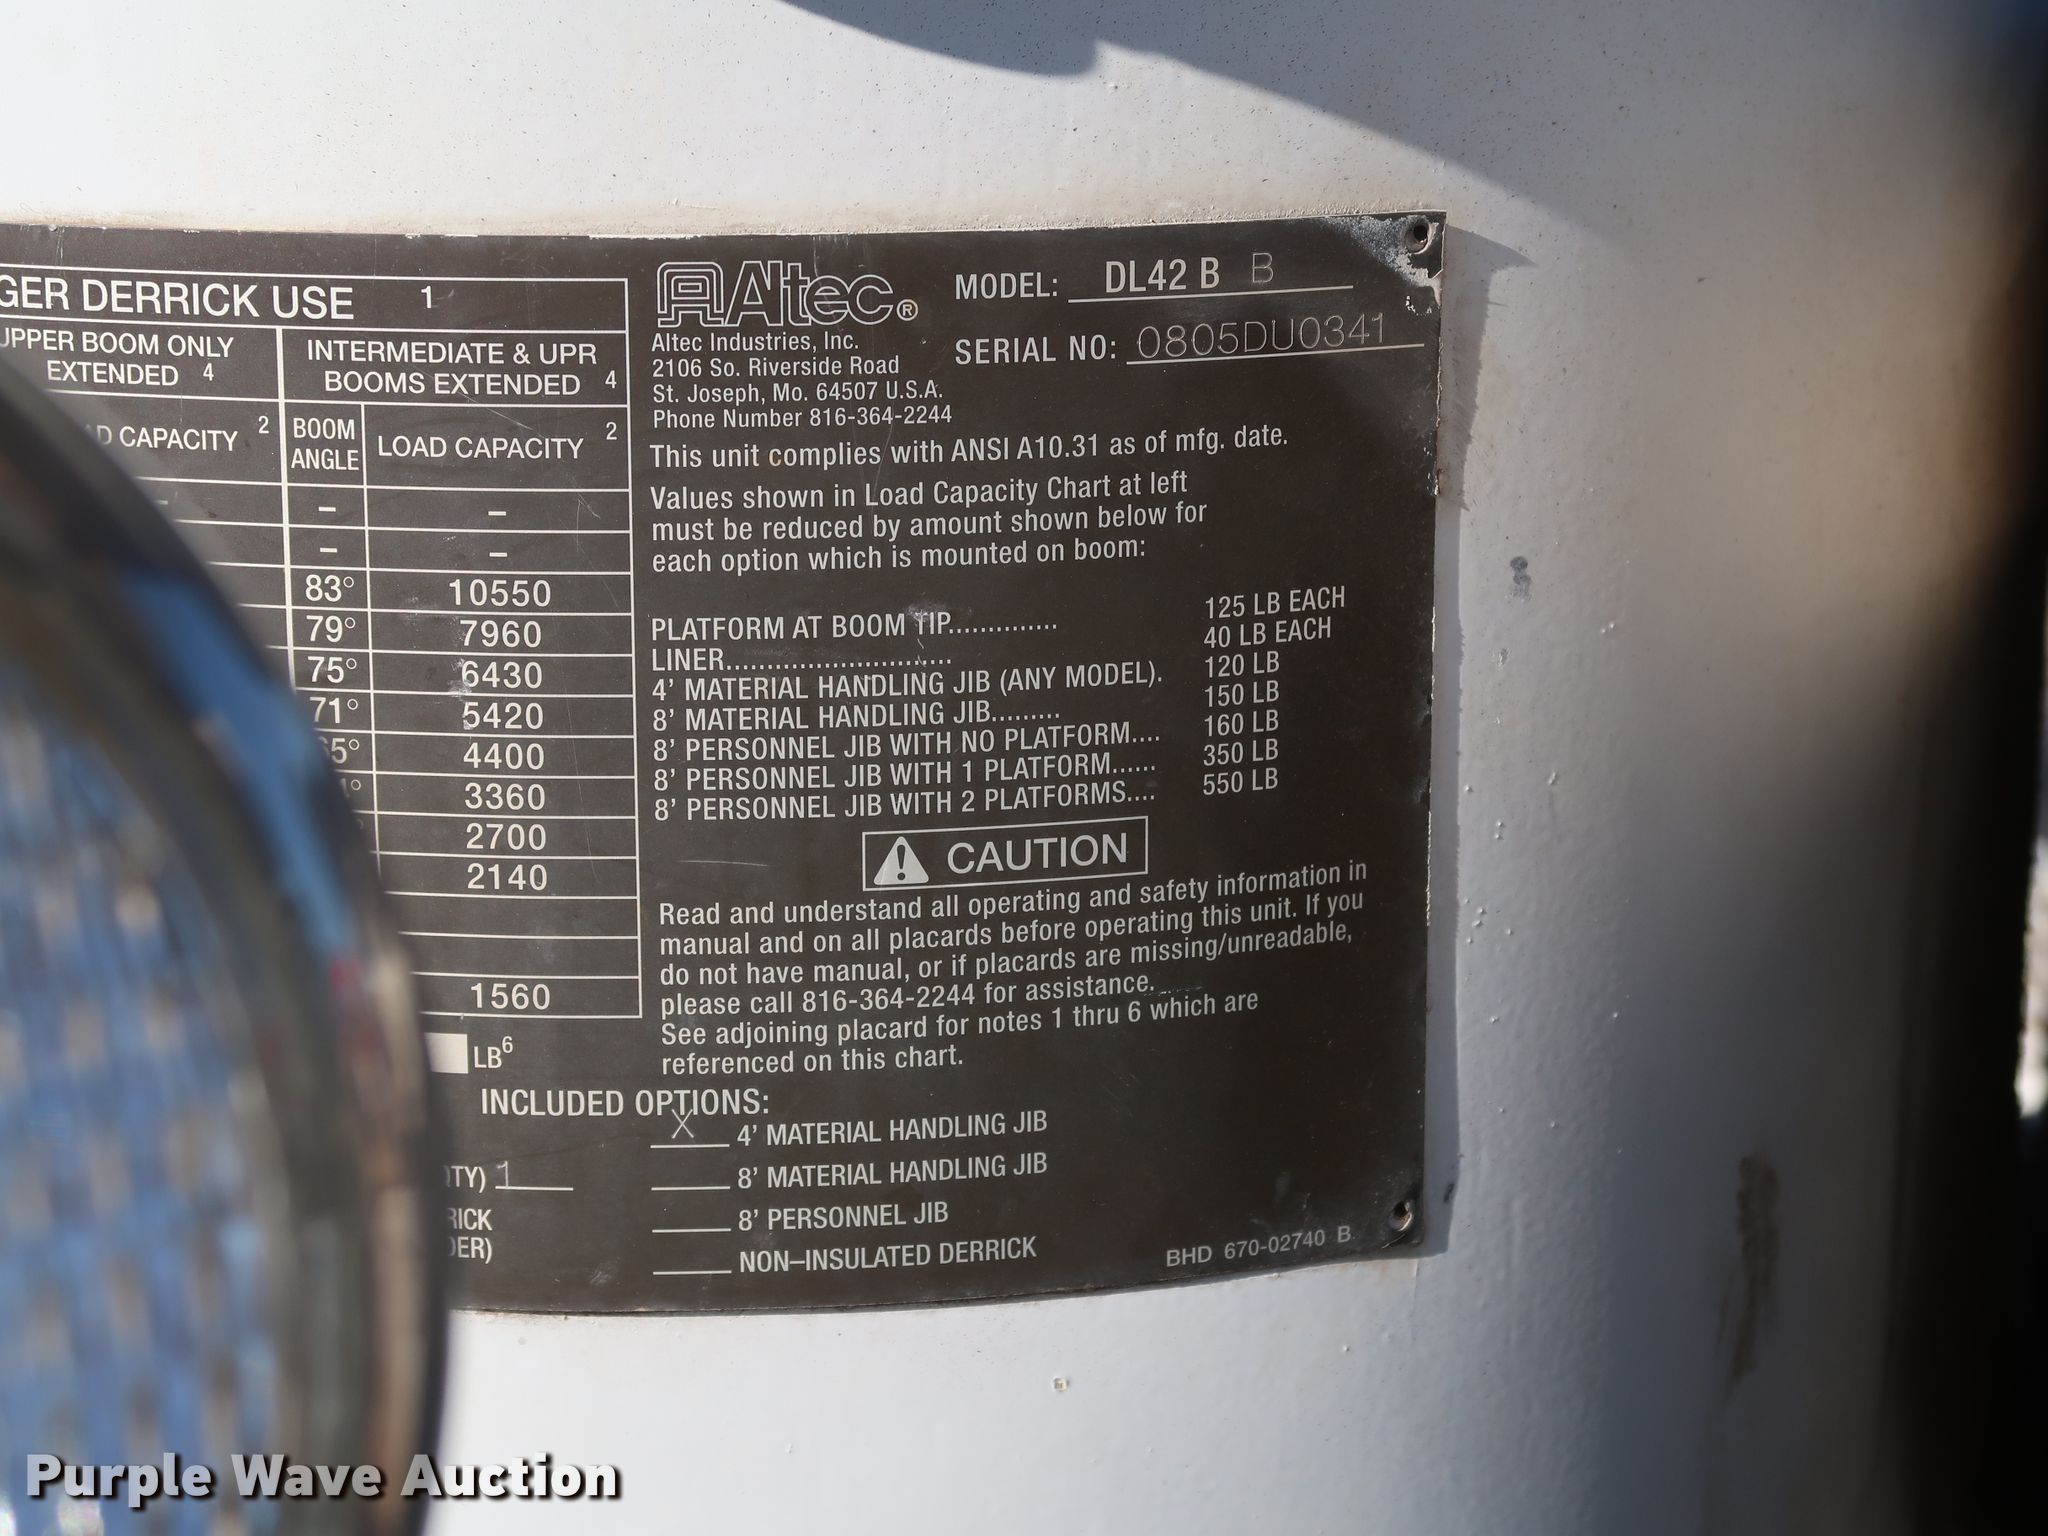 GER DERRICK USE 1
UPPER BOOM ONLY
EXTENDED 4
INTERMEDIATE & UPR
BOOMS EXTENDED 4
AD CAPACITY 2
BOOM
ANGLE
LOAD CAPACITY 2
– –
– –
83° 10550
79° 7960
75° 6430
71° 5420
65° 4400
3360
2700
2140
1560
LB6
Altec®
Altec Industries, Inc.
2106 So. Riverside Road
St. Joseph, Mo. 64507 U.S.A.
Phone Number 816-364-2244
MODEL: DL42 B B
SERIAL NO: 0805DU0341
This unit complies with ANSI A10.31 as of mfg. date.
Values shown in Load Capacity Chart at left
must be reduced by amount shown below for
each option which is mounted on boom:
PLATFORM AT BOOM TIP.............. 125 LB EACH
LINER............................ 40 LB EACH
4' MATERIAL HANDLING JIB (ANY MODEL). 120 LB
8' MATERIAL HANDLING JIB......... 150 LB
8' PERSONNEL JIB WITH NO PLATFORM.... 160 LB
8' PERSONNEL JIB WITH 1 PLATFORM...... 350 LB
8' PERSONNEL JIB WITH 2 PLATFORMS.... 550 LB
CAUTION
Read and understand all operating and safety information in
manual and on all placards before operating this unit. If you
do not have manual, or if placards are missing/unreadable,
please call 816-364-2244 for assistance.
See adjoining placard for notes 1 thru 6 which are
referenced on this chart.
INCLUDED OPTIONS:
X 4' MATERIAL HANDLING JIB
QTY) 1
8' MATERIAL HANDLING JIB
RICK
8' PERSONNEL JIB
DER)
NON–INSULATED DERRICK
BHD 670-02740 B
Purple Wave Auction